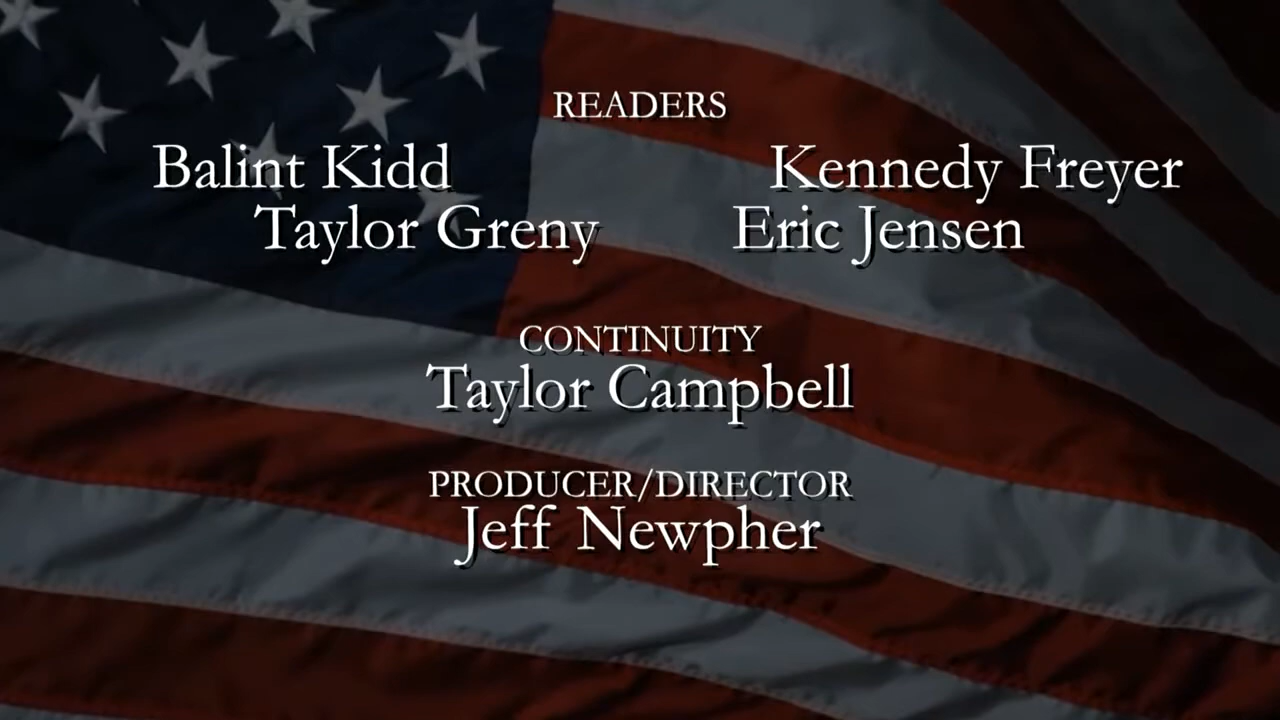 READERS
Balint Kidd Kennedy Freyer
Taylor Greny Eric Jensen
CONTINUITY
Taylor Campbell
PRODUCER/DIRECTOR
Jeff Newpher